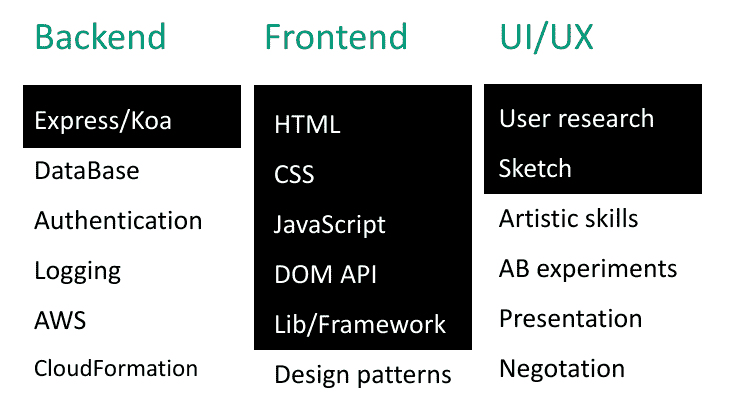 Backend
Express/Koa
DataBase
Authentication
Logging
AWS
CloudFormation
Frontend
HTML
CSS
JavaScript
DOM API
Lib/Framework
Design patterns
UI/UX
User research
Sketch
Artistic skills
AB experiments
Presentation
Negotation